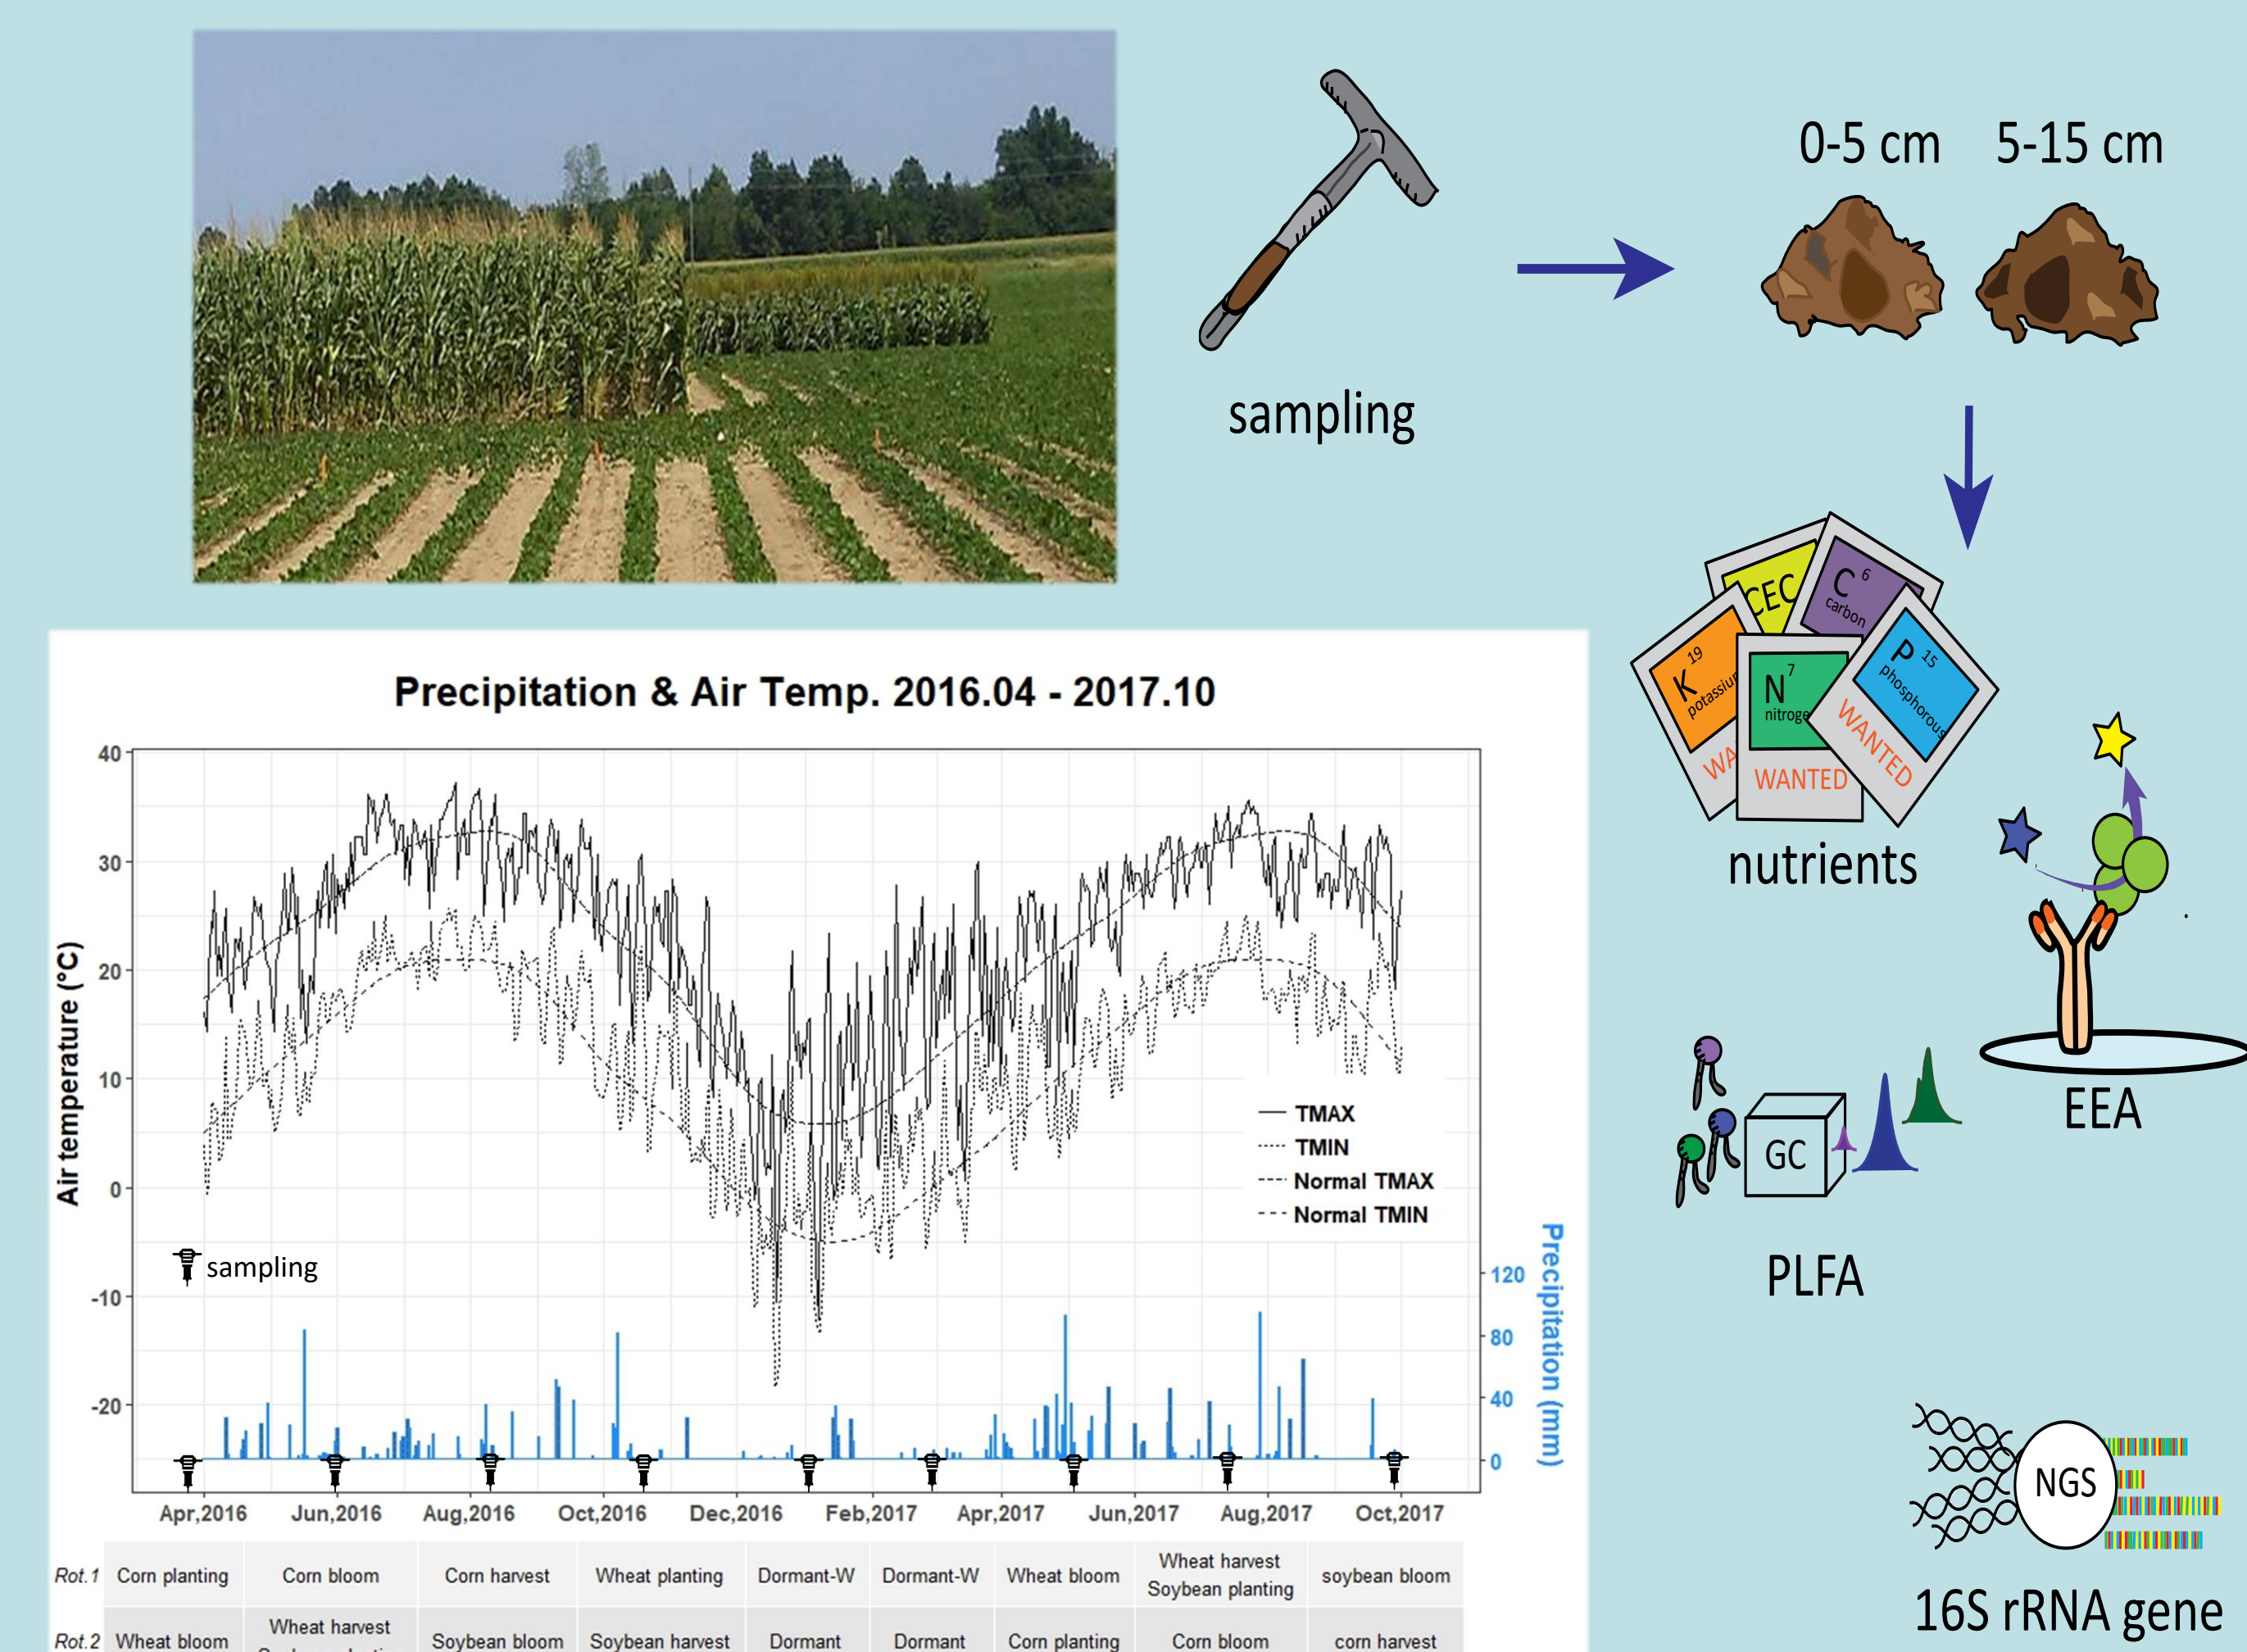 0-5 cm 5-15 cm
sampling
CEC
C 6
carbon
K 19
N 7
P 15
phosphorous
WANTED
WANTED
nutrients
EEA
GC
PLFA
NGS
16S rRNA gene
Precipitation & Air Temp. 2016.04 - 2017.10
Air temperature (°C)
40
30
20
10
0
-10
-20
TMAX
TMIN
Normal TMAX
Normal TMIN
sampling
Precipitation (mm)
120
80
40
0
Apr,2016 Jun,2016 Aug,2016 Oct,2016 Dec,2016 Feb,2017 Apr,2017 Jun,2017 Aug,2017 Oct,2017
Rot.1 Corn planting Corn bloom Corn harvest Wheat planting Dormant-W Dormant-W Wheat bloom Wheat harvest Soybean planting soybean bloom
Rot.2 Wheat bloom Wheat harvest Soybean bloom Soybean harvest Dormant Dormant Corn planting Corn bloom corn harvest